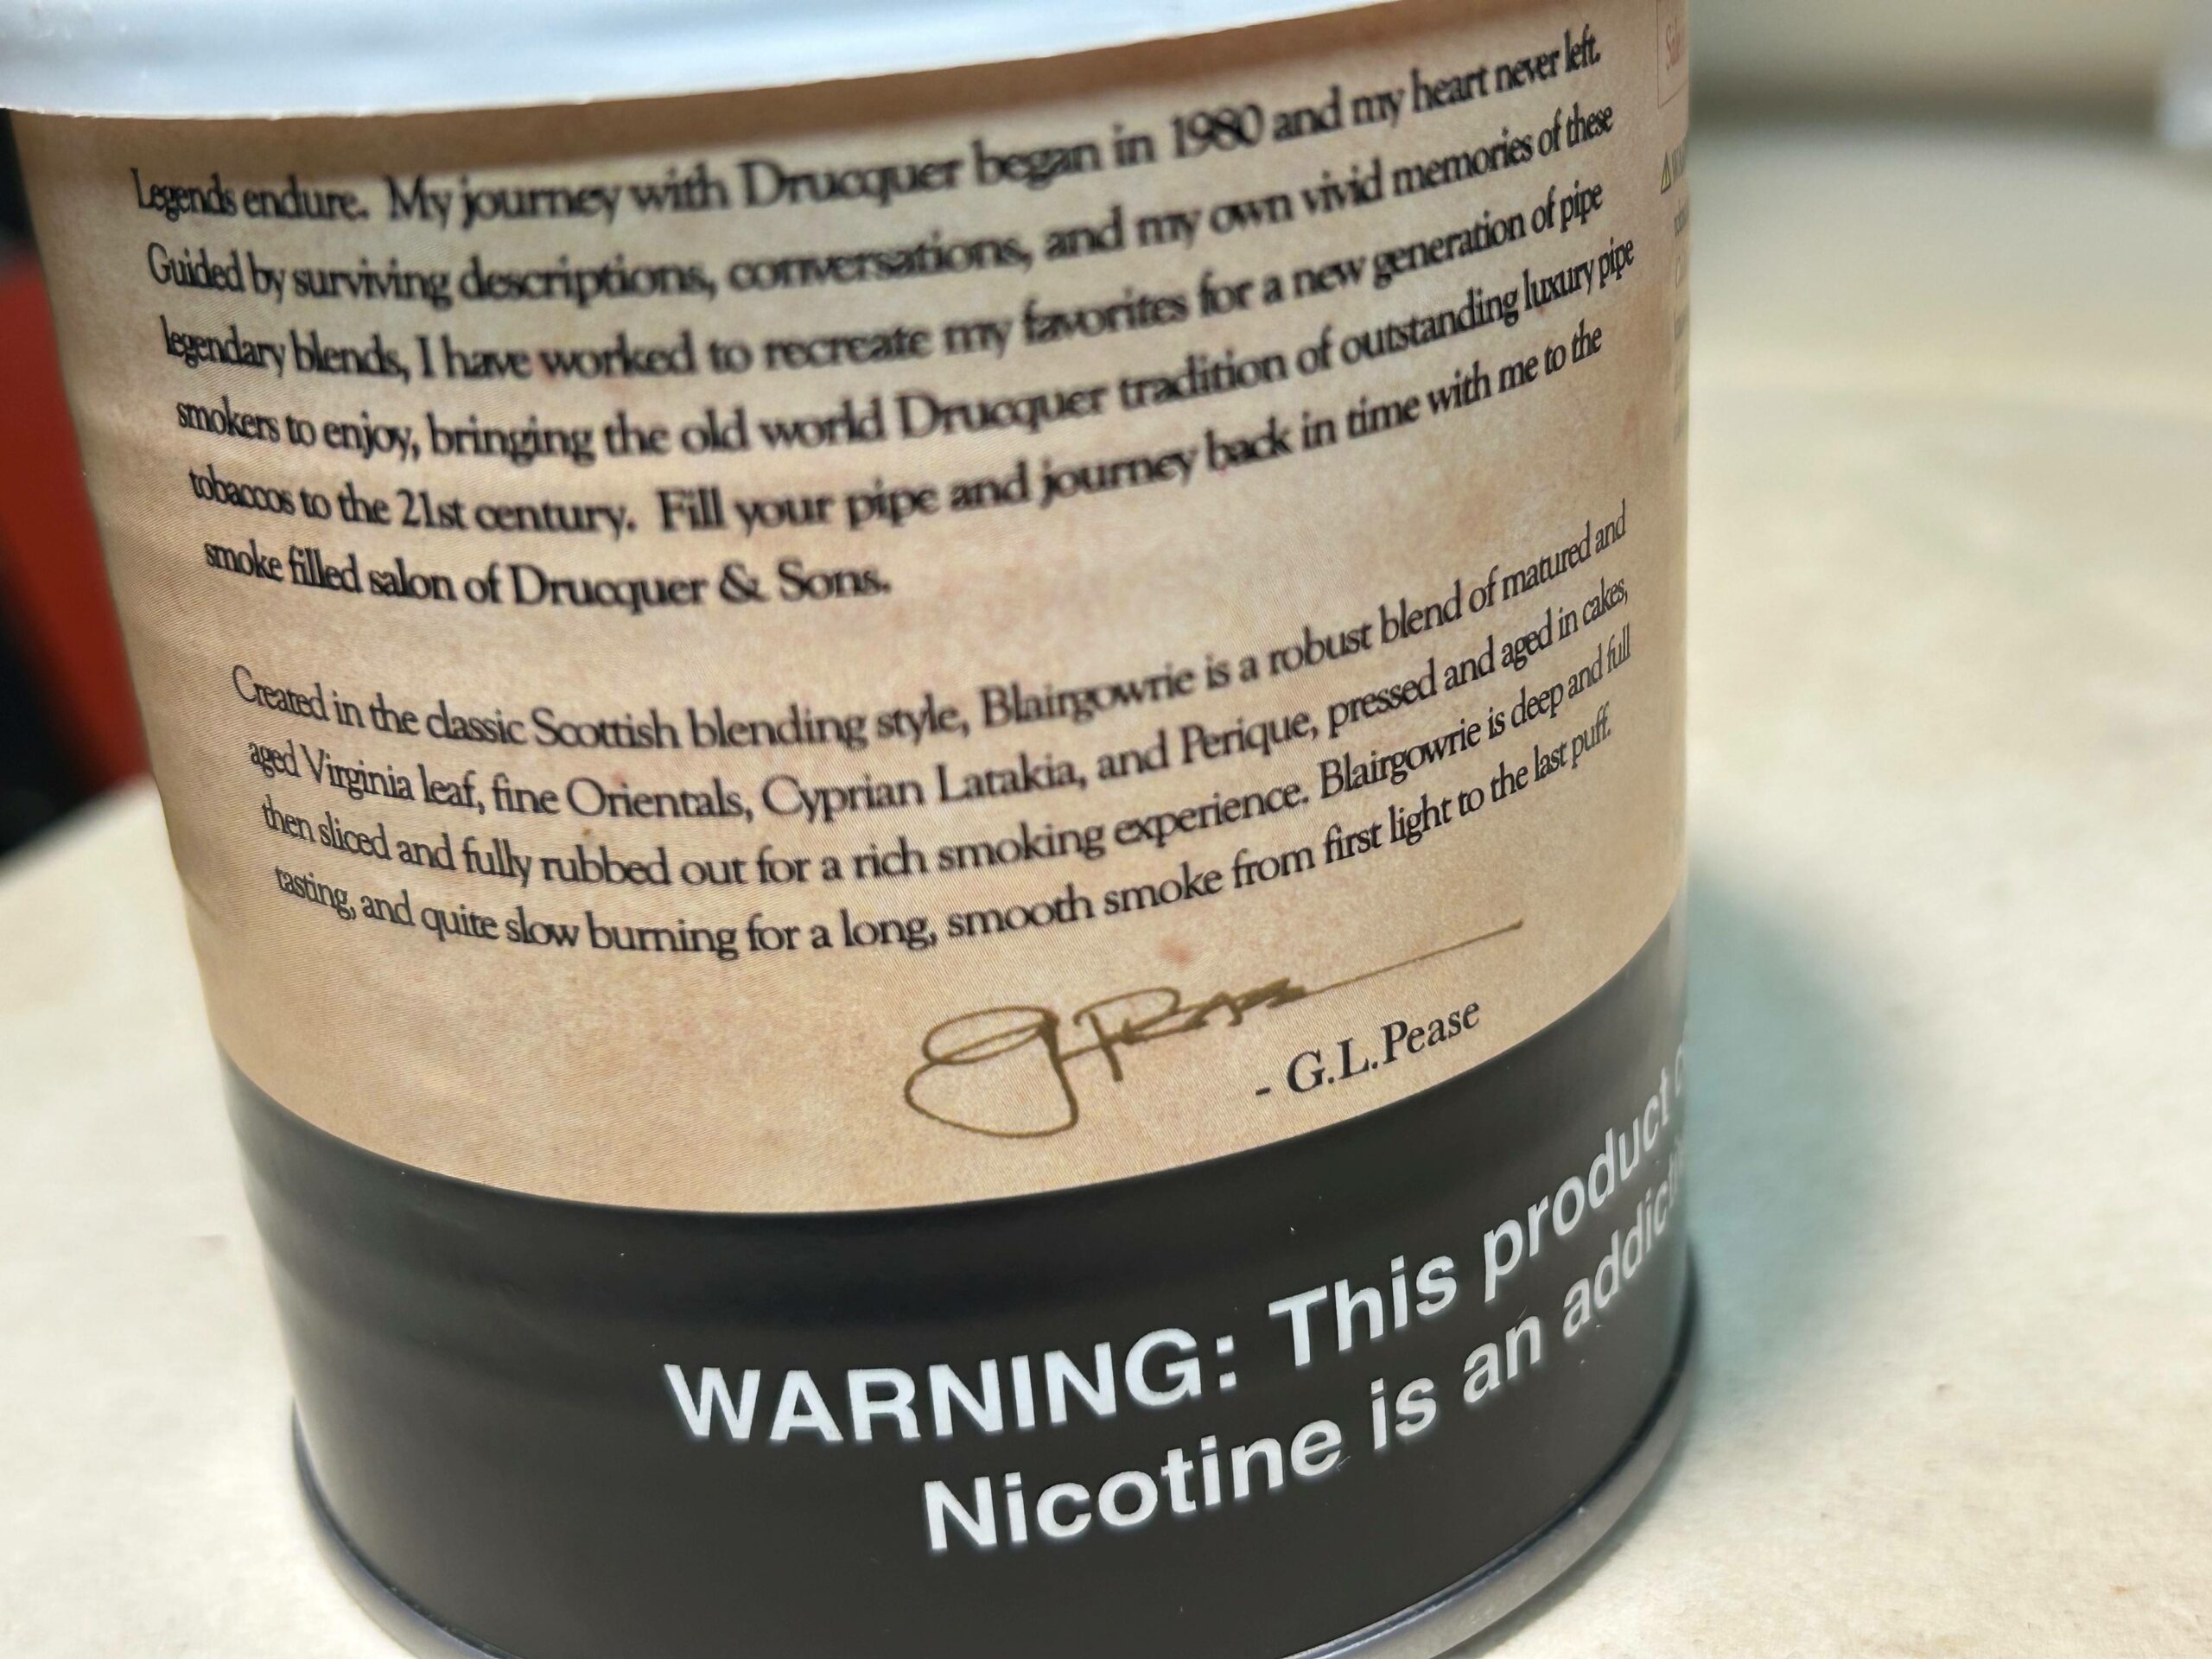 Legends endure. My journey with Drucquer began in 1980 and my heart never left.
Guided by surviving descriptions, conversations, and my own vivid memories of these
legendary blends, I have worked to recreate my favorites for a new generation of pipe
smokers to enjoy, bringing the old world Drucquer tradition of outstanding luxury pipe
tobaccos to the 21st century. Fill your pipe and journey back in time with me to the
smoke filled salon of Drucquer & Sons.
Created in the classic Scottish blending style, Blairgowrie is a robust blend of matured and
aged Virginia leaf, fine Orientals, Cyprian Latakia, and Perique, pressed and aged in cakes,
then sliced and fully rubbed out for a rich smoking experience. Blairgowrie is deep and full
tasting, and quite slow burning for a long, smooth smoke from first light to the last puff.
- G.L.Pease
WARNING: This product
Nicotine is an